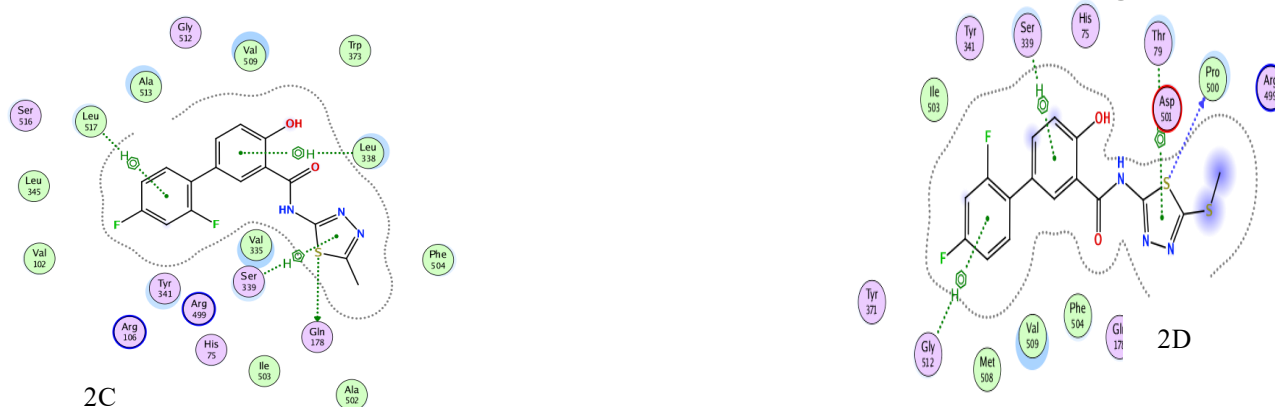 Gly
512
Val
509
Trp
373
Ala
513
Ser
516
Leu
517
H
OH
H
Leu
338
O
Leu
345
HN
N
N
F
F
Val
102
Val
335
S
Ser
339
H
Phe
504
Tyr
341
Arg
499
Arg
106
His
75
Gln
178
Ile
503
Ala
502
2C
Tyr
341
Ser
339
His
75
Thr
79
Pro
500
Arg
499
Ile
503
H
OH
Asp
501
F
H
N
S
S
O
N
N
F
H
Tyr
371
Gly
512
Met
508
Val
509
Phe
504
178
2D